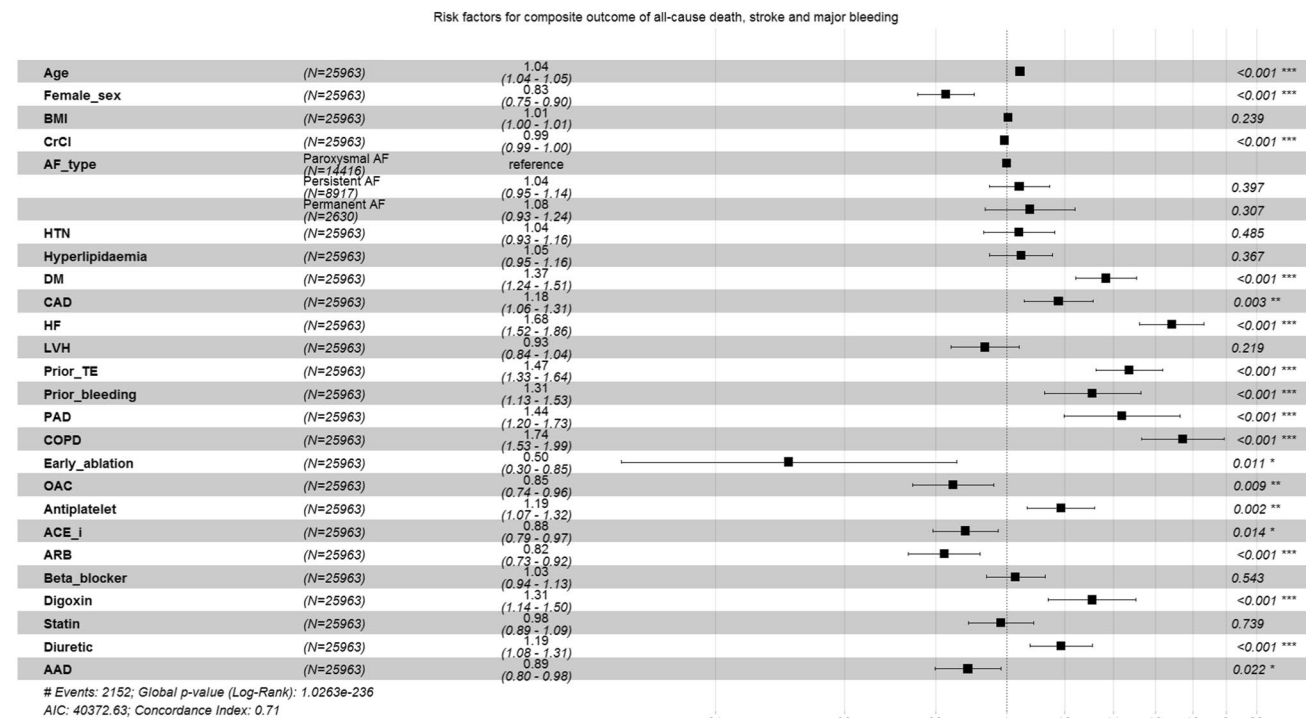 Risk factors for composite outcome of all-cause death, stroke and major bleeding
Age (N=25963) 1.04 (1.04 - 1.05) <0.001 ***
Female_sex (N=25963) 0.83 (0.75 - 0.90) <0.001 ***
BMI (N=25963) 1.01 (1.00 - 1.01) 0.239
CrCl (N=25963) 0.99 (0.99 - 1.00) <0.001 ***
AF_type Paroxysmal AF (N=14416) reference
Persistent AF (N=8917) 1.04 (0.95 - 1.14) 0.397
Permanent AF (N=2630) 1.08 (0.93 - 1.24) 0.307
HTN (N=25963) 1.04 (0.93 - 1.16) 0.485
Hyperlipidaemia (N=25963) 1.05 (0.95 - 1.16) 0.367
DM (N=25963) 1.37 (1.24 - 1.51) <0.001 ***
CAD (N=25963) 1.18 (1.06 - 1.31) 0.003 **
HF (N=25963) 1.68 (1.52 - 1.86) <0.001 ***
LVH (N=25963) 0.93 (0.84 - 1.04) 0.219
Prior_TE (N=25963) 1.47 (1.33 - 1.64) <0.001 ***
Prior_bleeding (N=25963) 1.31 (1.13 - 1.53) <0.001 ***
PAD (N=25963) 1.44 (1.20 - 1.73) <0.001 ***
COPD (N=25963) 1.74 (1.53 - 1.99) <0.001 ***
Early_ablation (N=25963) 0.50 (0.30 - 0.85) 0.011 *
OAC (N=25963) 0.85 (0.74 - 0.96) 0.009 **
Antiplatelet (N=25963) 1.19 (1.07 - 1.32) 0.002 **
ACE_i (N=25963) 0.88 (0.79 - 0.97) 0.014 *
ARB (N=25963) 0.82 (0.73 - 0.92) <0.001 ***
Beta_blocker (N=25963) 1.03 (0.94 - 1.13) 0.543
Digoxin (N=25963) 1.31 (1.14 - 1.50) <0.001 ***
Statin (N=25963) 0.98 (0.89 - 1.09) 0.739
Diuretic (N=25963) 1.19 (1.08 - 1.31) <0.001 ***
AAD (N=25963) 0.89 (0.80 - 0.98) 0.022 *
# Events: 2152; Global p-value (Log-Rank): 1.0263e-236
AIC: 40372.63; Concordance Index: 0.71